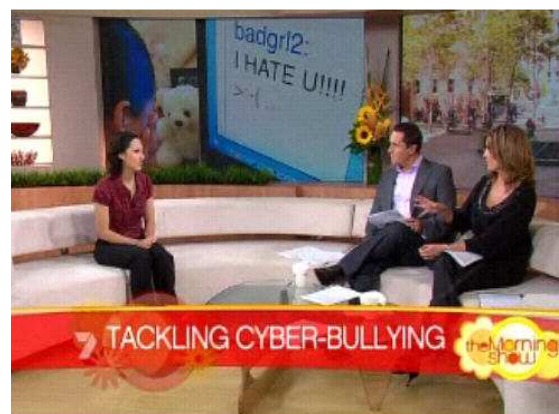 badgrl2:
I HATE U!!!!
>:-(
7 TACKLING CYBER-BULLYING
the Morning Show